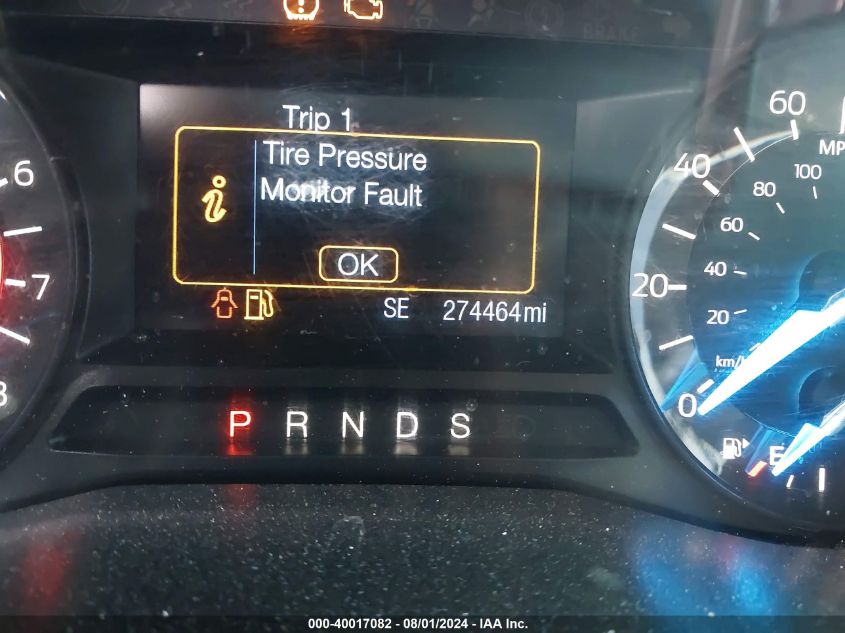 BRAKE
Trip 1
Tire Pressure
Monitor Fault
i
OK
SE 274464mi
P R N D S
6
7
60
40
20
0
100
80
60
40
20
km/h
E
000-40017082 - 08/01/2024 - IAA Inc.